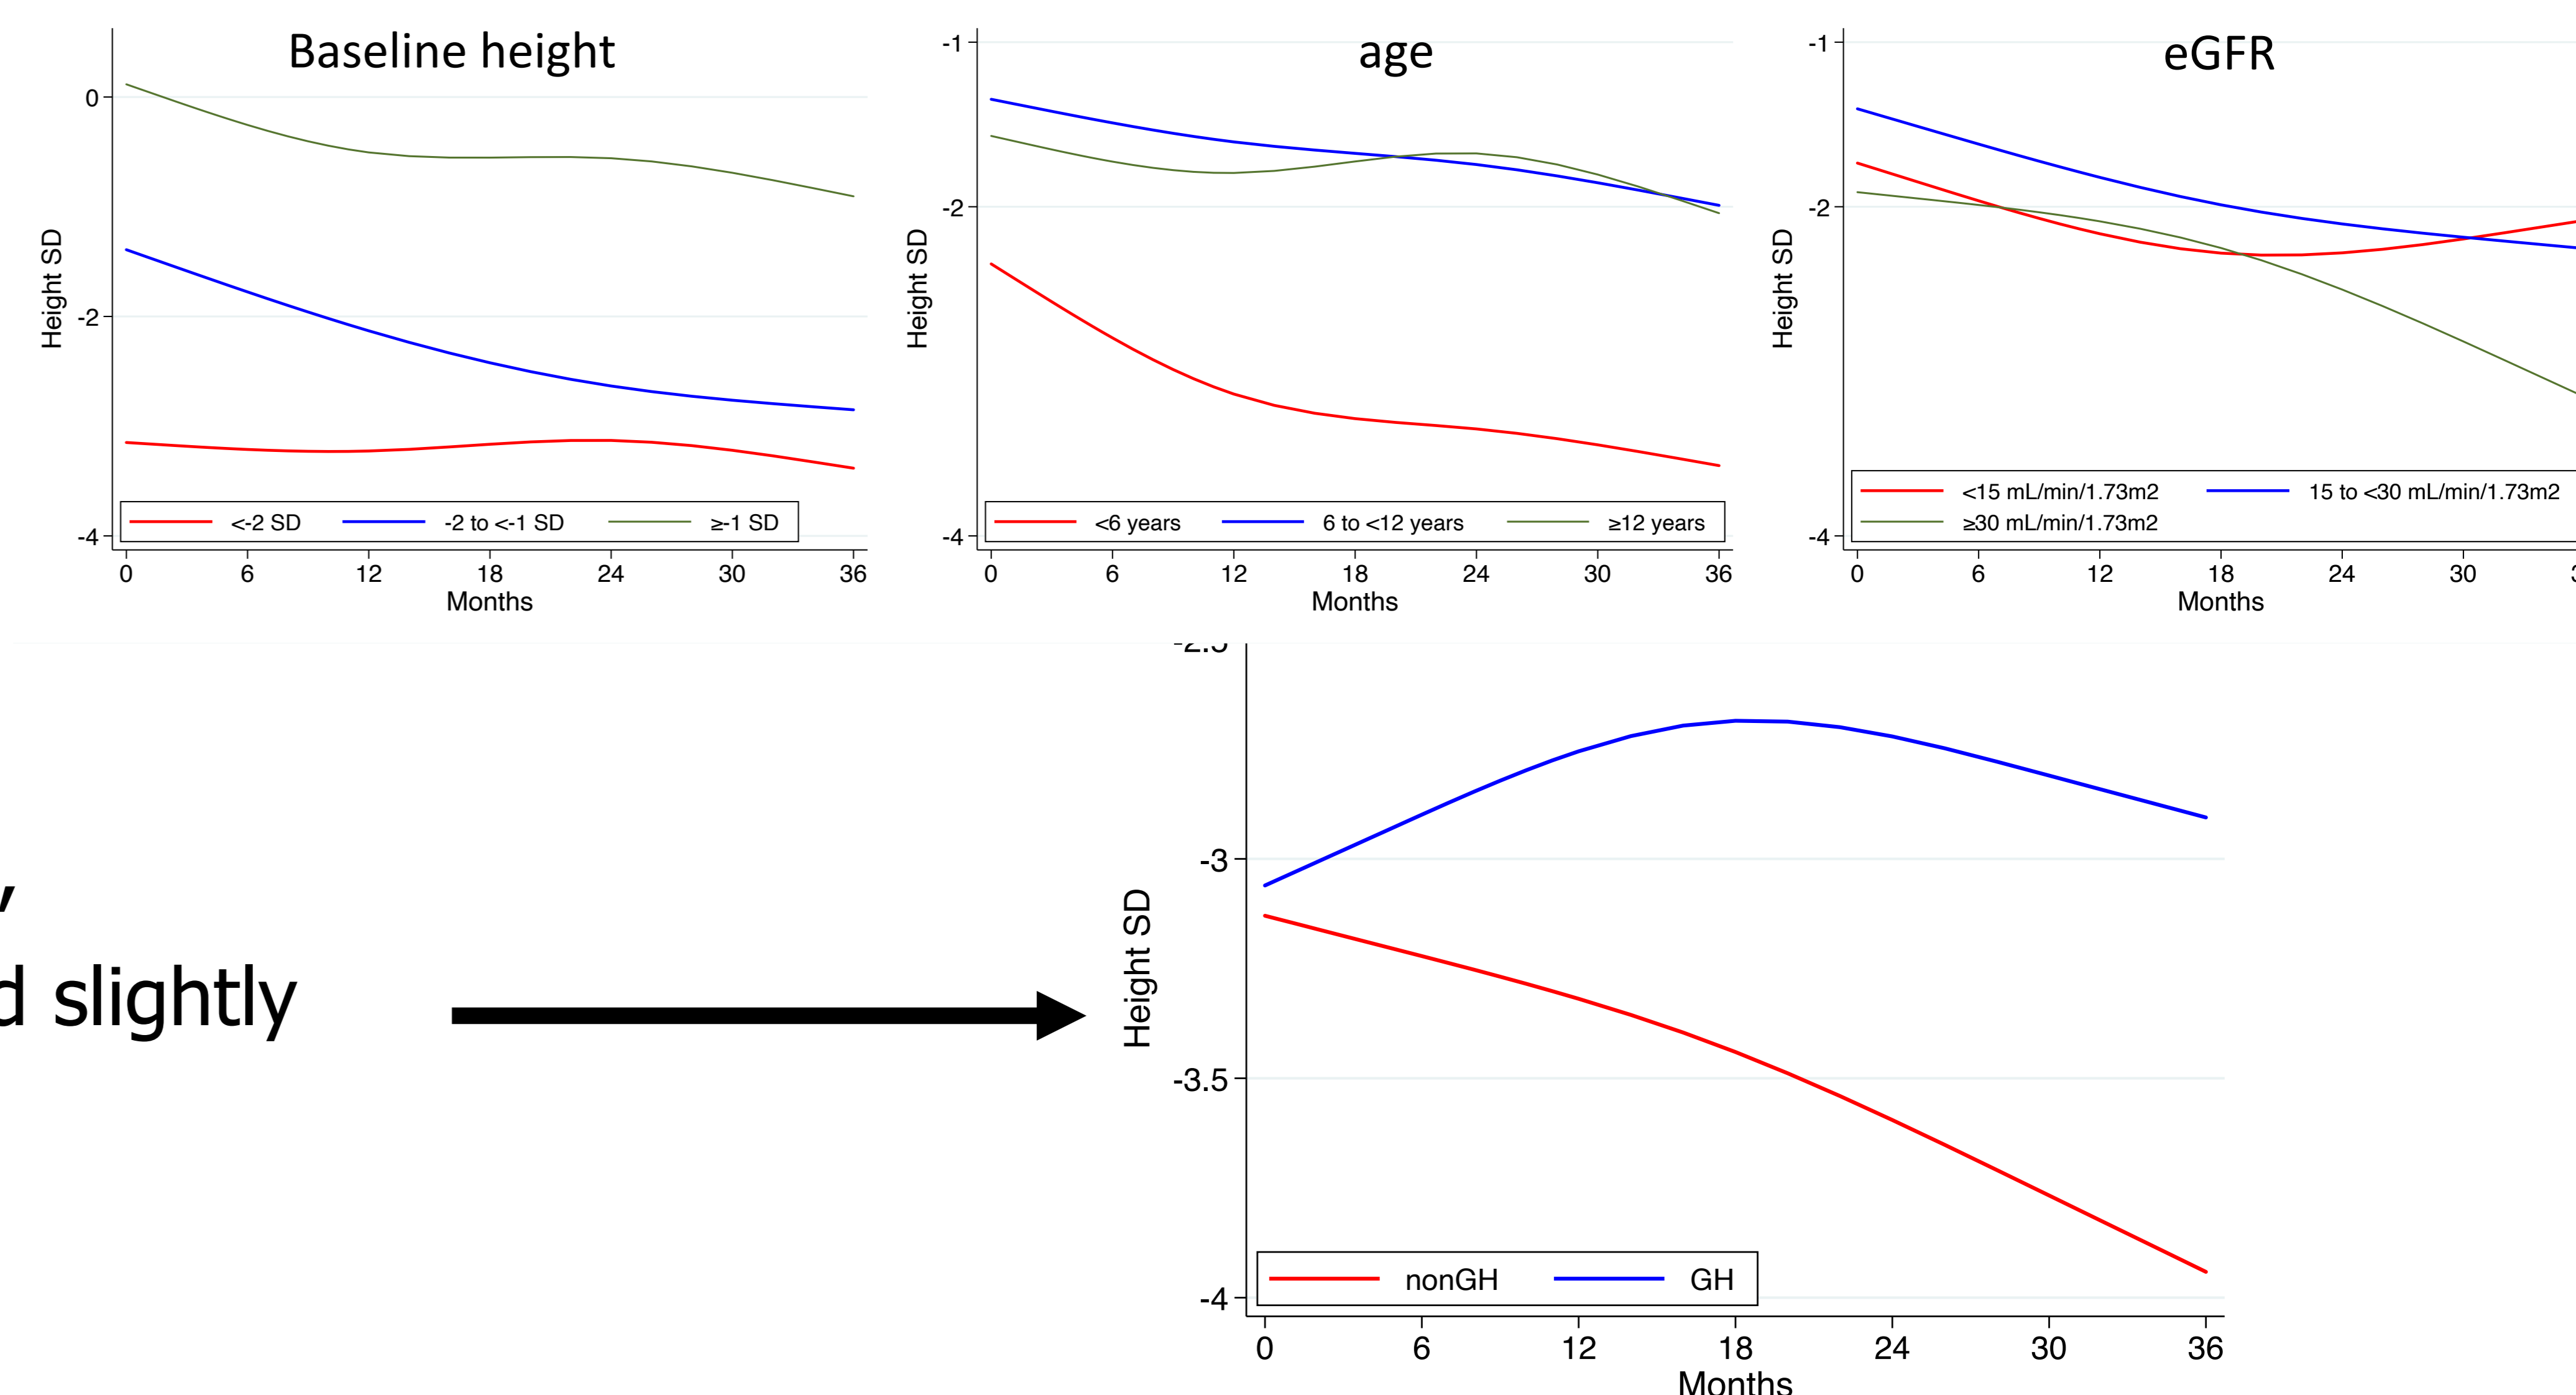 Baseline height
0
-2
-4
Height SD
<-2 SD -2 to <-1 SD ≥-1 SD
0 6 12 18 24 30 36
Months
age
-1
-2
-4
Height SD
<6 years 6 to <12 years ≥12 years
0 6 12 18 24 30 36
Months
eGFR
-1
-2
-4
Height SD
<15 mL/min/1.73m2 15 to <30 mL/min/1.73m2
≥30 mL/min/1.73m2
0 6 12 18 24 30
Months
,
d slightly
-2.5
-3
-3.5
-4
Height SD
nonGH GH
0 6 12 18 24 30 36
Months